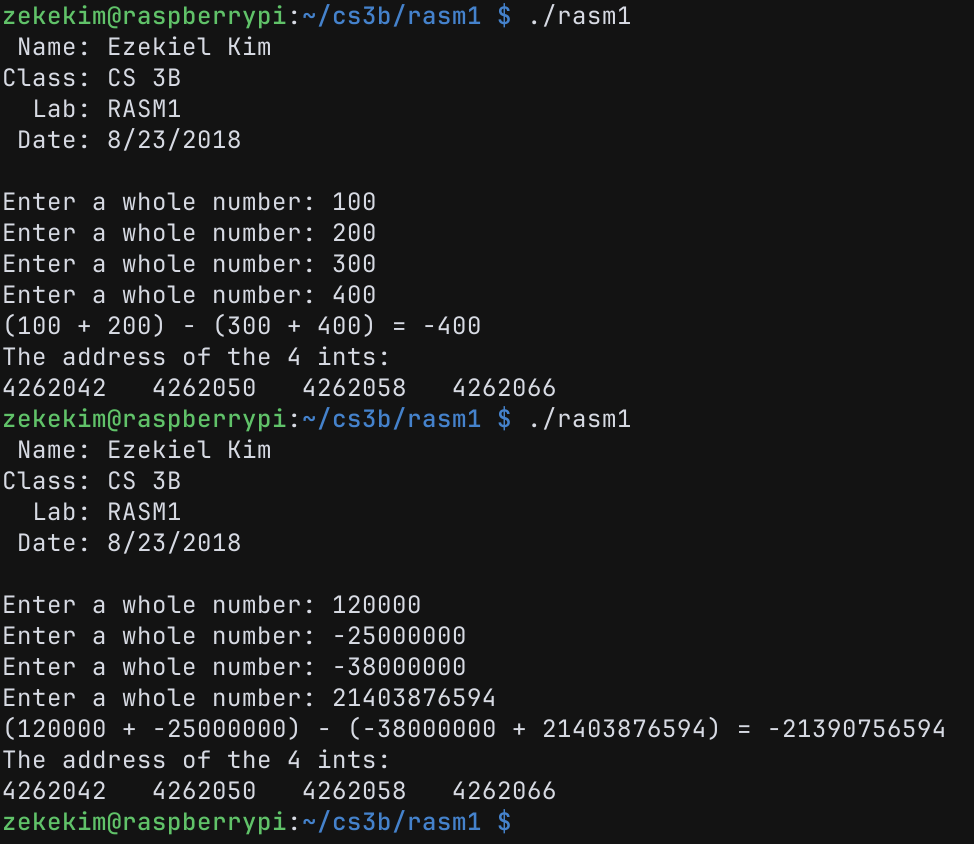 zekekim@raspberrypi:~/cs3b/rasm1 $ ./rasm1
 Name: Ezekiel Kim
Class: CS 3B
  Lab: RASM1
 Date: 8/23/2018

Enter a whole number: 100
Enter a whole number: 200
Enter a whole number: 300
Enter a whole number: 400
(100 + 200) - (300 + 400) = -400
The address of the 4 ints:
4262042   4262050   4262058   4262066
zekekim@raspberrypi:~/cs3b/rasm1 $ ./rasm1
 Name: Ezekiel Kim
Class: CS 3B
  Lab: RASM1
 Date: 8/23/2018

Enter a whole number: 120000
Enter a whole number: -25000000
Enter a whole number: -38000000
Enter a whole number: 21403876594
(120000 + -25000000) - (-38000000 + 21403876594) = -21390756594
The address of the 4 ints:
4262042   4262050   4262058   4262066
zekekim@raspberrypi:~/cs3b/rasm1 $